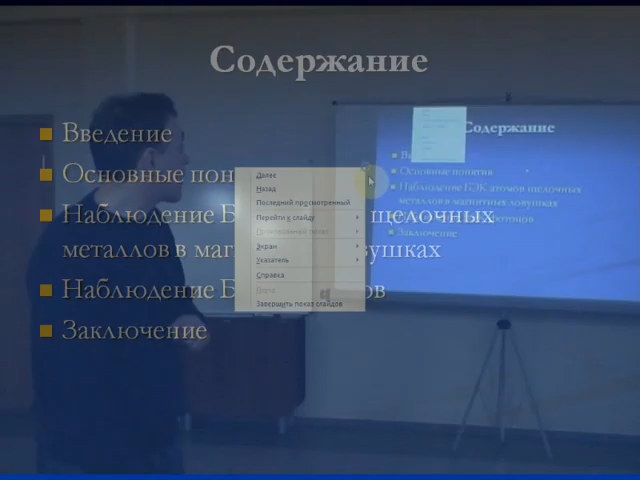 Содержание
Введение
Основные пон
Наблюдение Б щелочных
металлов в маг вушках
Наблюдение Б ов
Заключение
Далее
Назад
Последний просмотренный
Перейти к слайду
Экран
Указатель
Справка
Завершить показ слайдов
Содержание
Основные понятия
Наблюдение БЭК атомов щелочных
металлов в магнитных ловушках
Заключение